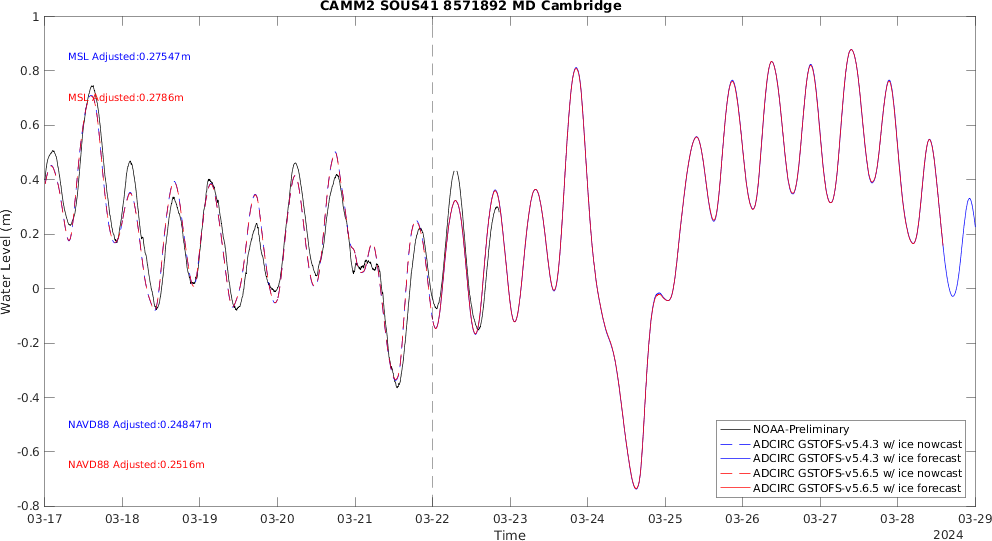 CAMM2 SOUS41 8571892 MD Cambridge
1
MSL Adjusted:0.27547m
0.8
MSL Adjusted:0.2786m
0.6
0.4
0.2
0
-0.2
-0.4
-0.6
-0.8
Water Level (m)
NAVD88 Adjusted:0.24847m
NAVD88 Adjusted:0.2516m
NOAA-Preliminary
ADCIRC GSTOFS-v5.4.3 w/ ice nowcast
ADCIRC GSTOFS-v5.4.3 w/ ice forecast
ADCIRC GSTOFS-v5.6.5 w/ ice nowcast
ADCIRC GSTOFS-v5.6.5 w/ ice forecast
03-17 03-18 03-19 03-20 03-21 03-22 03-23 03-24 03-25 03-26 03-27 03-28 03-29
Time
2024